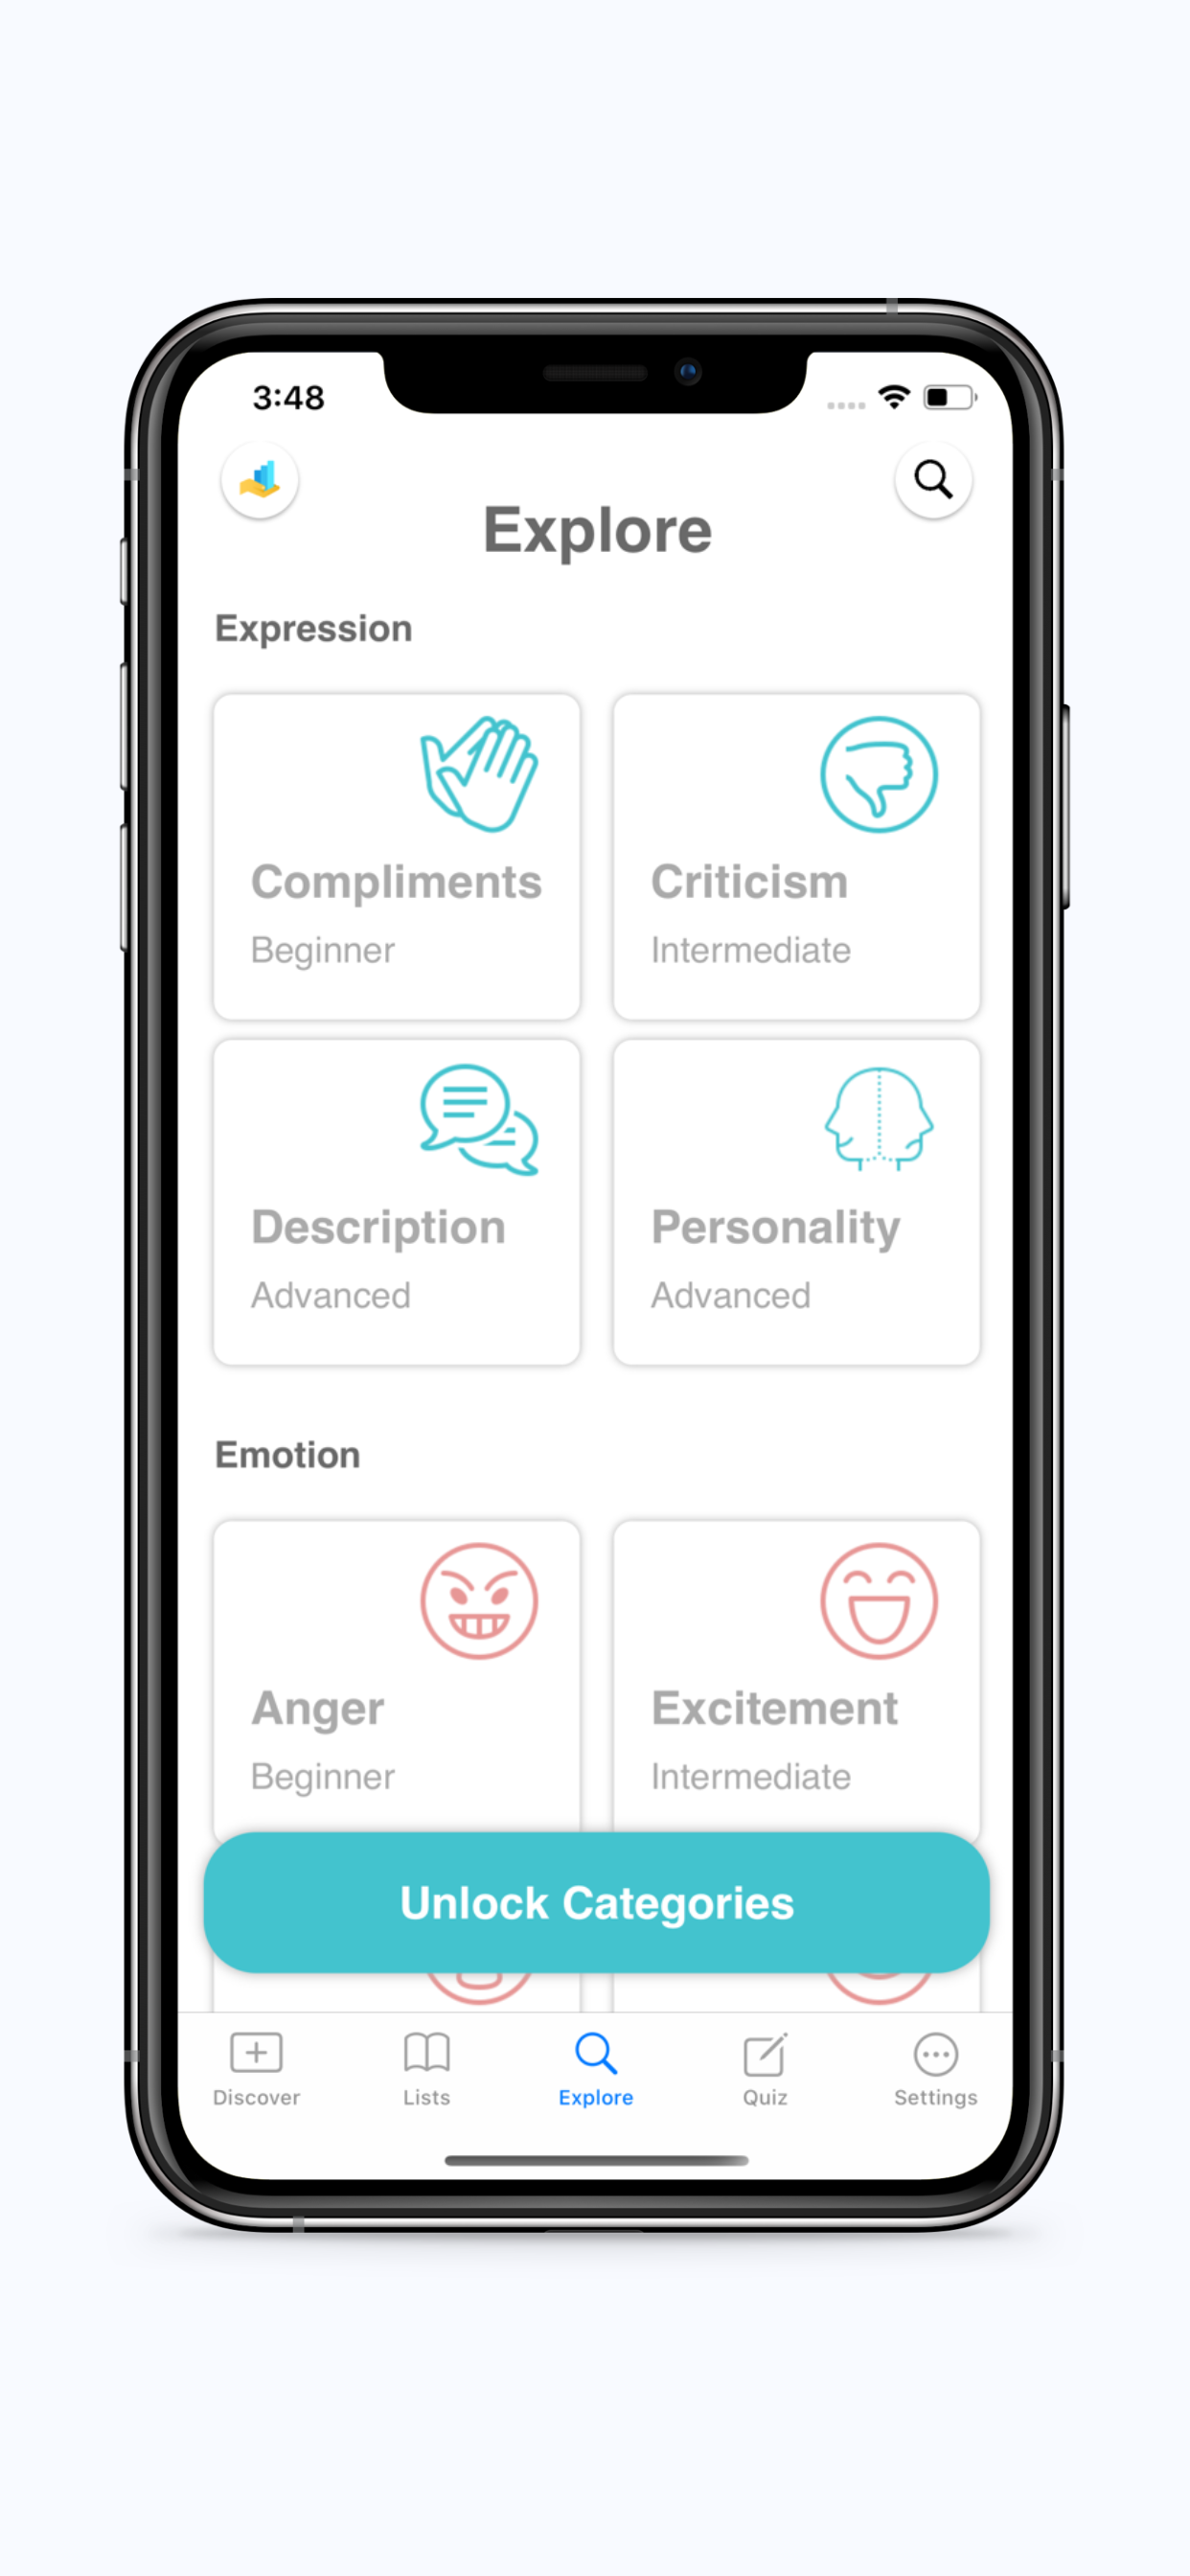 3:48
Explore
Expression
Compliments
Beginner
Criticism
Intermediate
Description
Advanced
Personality
Advanced
Emotion
Anger
Beginner
Excitement
Intermediate
Unlock Categories
Discover
Lists
Explore
Quiz
Settings